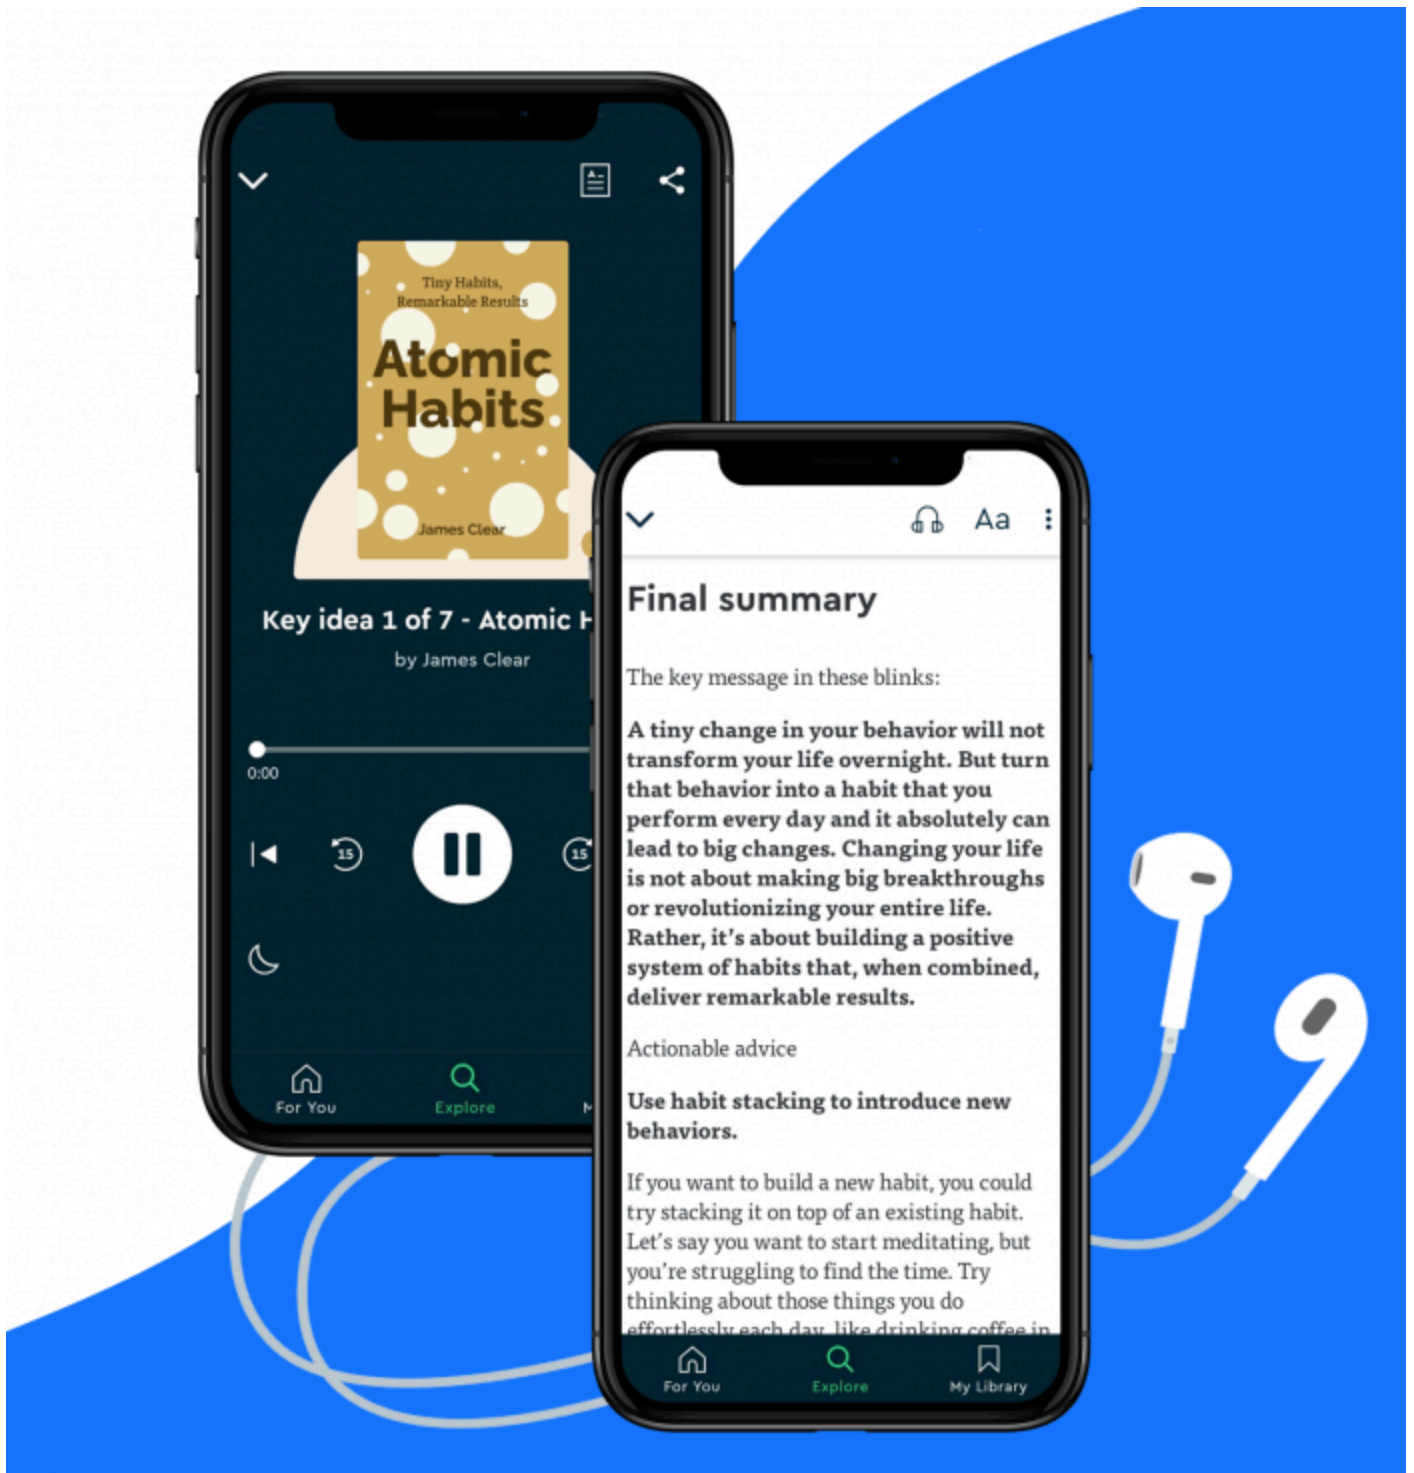 Tiny Habits,
Remarkable Results
Atomic
Habits
James Clear
Key idea 1 of 7 - Atomic H
by James Clear
0:00
15
15
For You
Explore
M
Aa
Final summary
The key message in these blinks:
A tiny change in your behavior will not
transform your life overnight. But turn
that behavior into a habit that you
perform every day and it absolutely can
lead to big changes. Changing your life
is not about making big breakthroughs
or revolutionizing your entire life.
Rather, it's about building a positive
system of habits that, when combined,
deliver remarkable results.
Actionable advice
Use habit stacking to introduce new
behaviors.
If you want to build a new habit, you could
try stacking it on top of an existing habit.
Let's say you want to start meditating, but
you're struggling to find the time. Try
thinking about those things you do
effortlessly each day, like drinking coffee in
For You
Explore
My Library